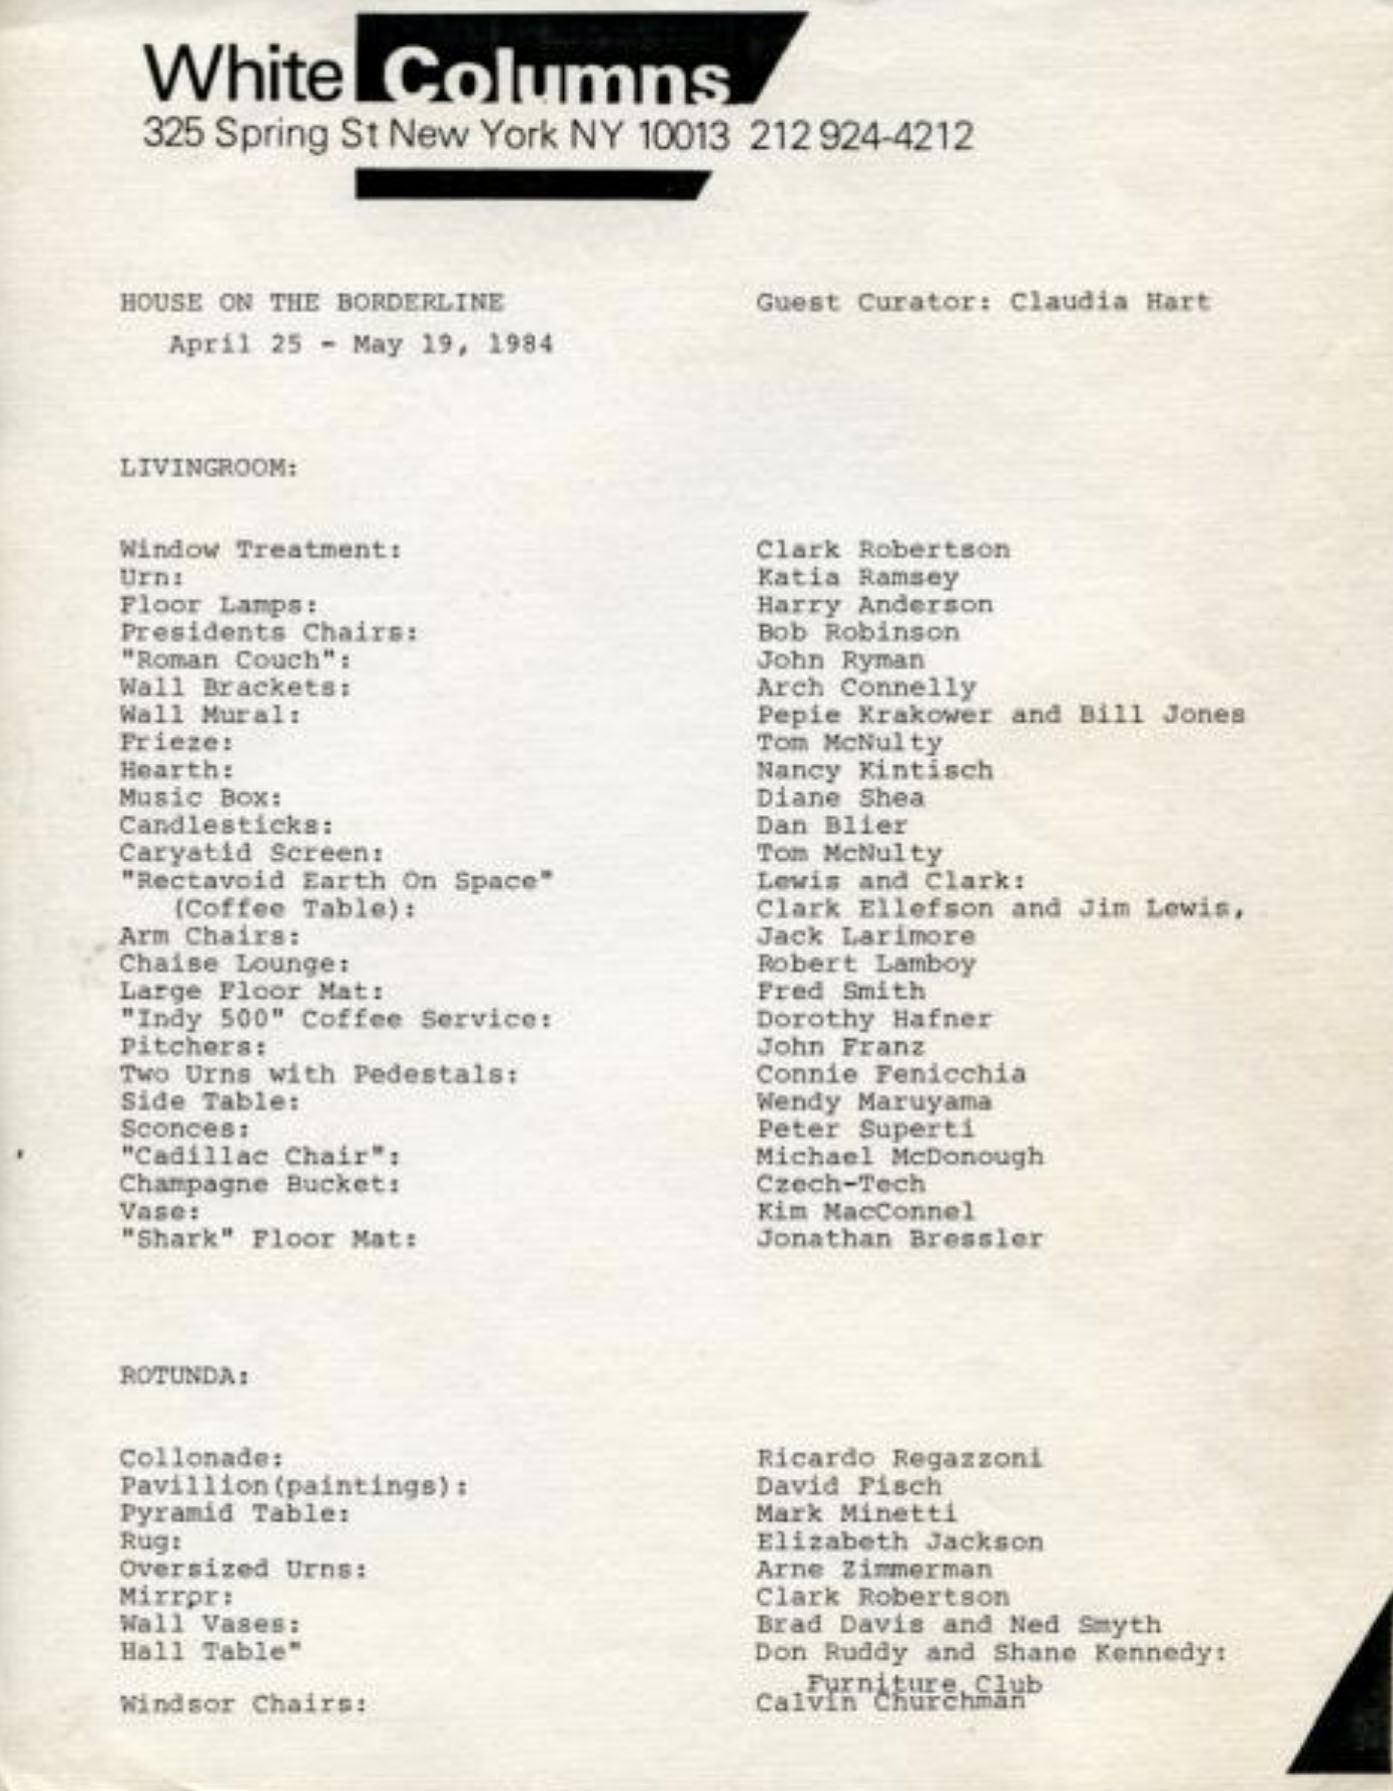 White Columns
325 Spring St New York NY 10013 212 924-4212
HOUSE ON THE BORDERLINE Guest Curator: Claudia Hart
April 25 - May 19, 1984
LIVINGROOM:
Window Treatment: Clark Robertson
Urn: Katia Ramsey
Floor Lamps: Harry Anderson
Presidents Chairs: Bob Robinson
"Roman Couch": John Ryman
Wall Brackets: Arch Connelly
Wall Mural: Pepie Krakower and Bill Jones
Frieze: Tom McNulty
Hearth: Nancy Kintisch
Music Box: Diane Shea
Candlesticks: Dan Blier
Caryatid Screen: Tom McNulty
"Rectavoid Earth On Space" Lewis and Clark:
(Coffee Table): Clark Ellefson and Jim Lewis,
Arm Chairs: Jack Larimore
Chaise Lounge: Robert Lamboy
Large Floor Mat: Fred Smith
"Indy 500" Coffee Service: Dorothy Hafner
Pitchers: John Franz
Two Urns with Pedestals: Connie Fenicchia
Side Table: Wendy Maruyama
Sconces: Peter Superti
"Cadillac Chair": Michael McDonough
Champagne Bucket: Czech-Tech
Vase: Kim MacConnel
"Shark" Floor Mat: Jonathan Bressler
ROTUNDA:
Collonade: Ricardo Regazzoni
Pavillion(paintings): David Fisch
Pyramid Table: Mark Minetti
Rug: Elizabeth Jackson
Oversized Urns: Arne Zimmerman
Mirrpr: Clark Robertson
Wall Vases: Brad Davis and Ned Smyth
Hall Table" Don Ruddy and Shane Kennedy:
Furniture Club
Windsor Chairs: Calvin Churchman